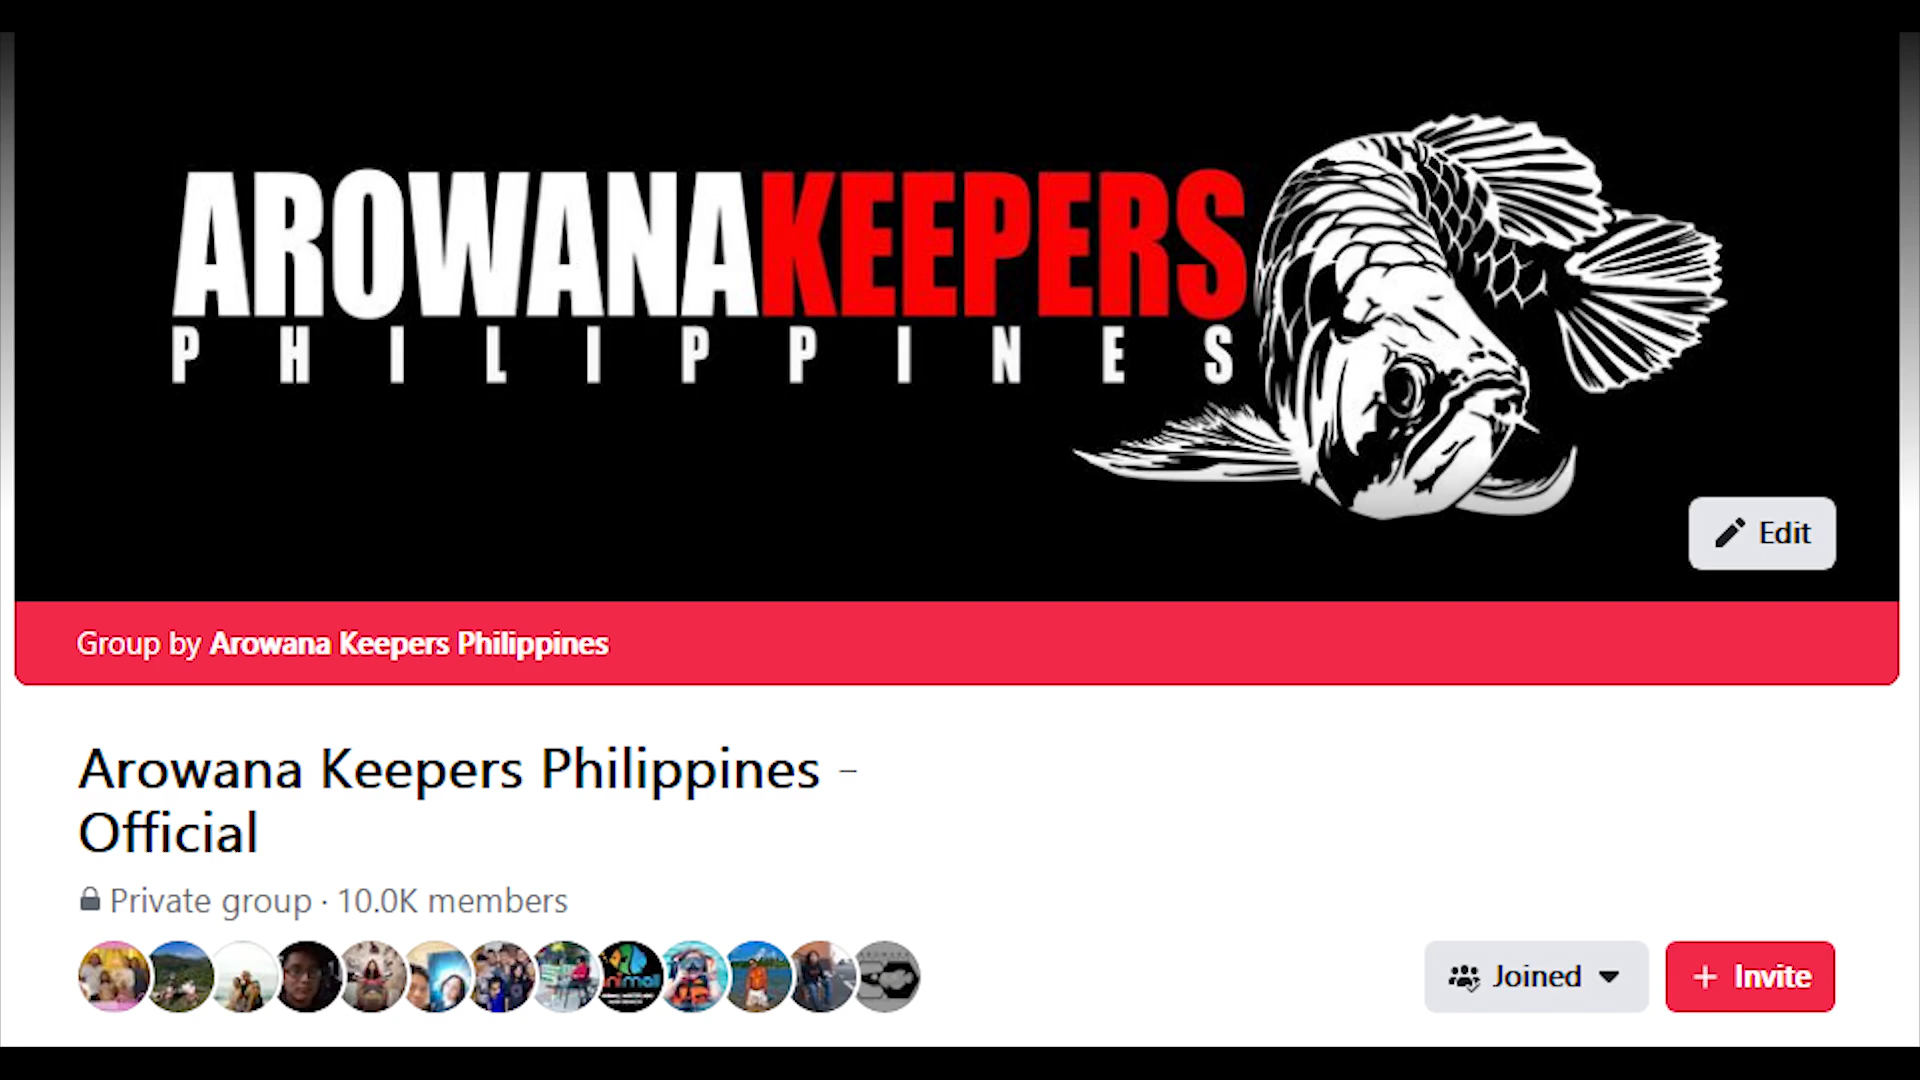 AROWANAKEEPERS
PHILIPPINES
Edit
Group by Arowana Keepers Philippines
Arowana Keepers Philippines -
Official
Private group · 10.0K members
Joined
+ Invite